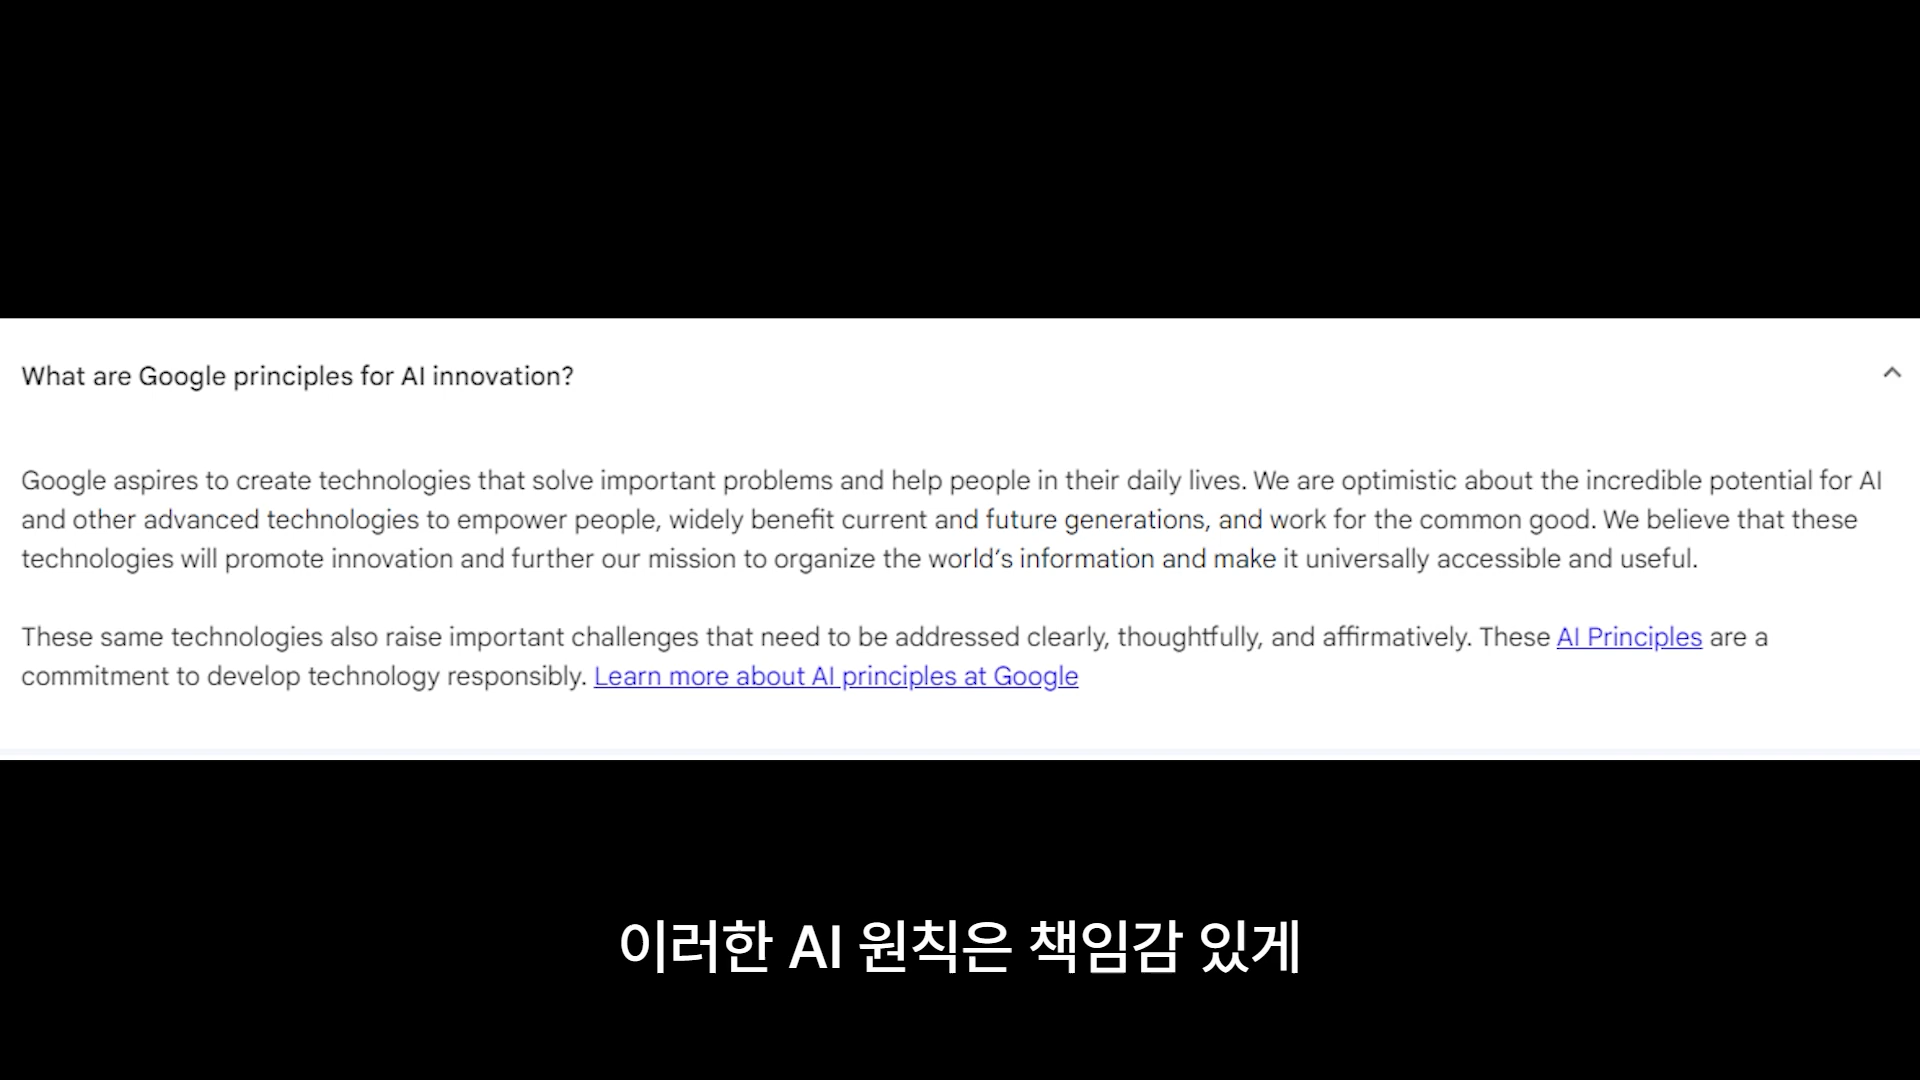 What are Google principles for AI innovation?
Google aspires to create technologies that solve important problems and help people in their daily lives. We are optimistic about the incredible potential for AI
and other advanced technologies to empower people, widely benefit current and future generations, and work for the common good. We believe that these
technologies will promote innovation and further our mission to organize the world’s information and make it universally accessible and useful.
These same technologies also raise important challenges that need to be addressed clearly, thoughtfully, and affirmatively. These AI Principles are a
commitment to develop technology responsibly. Learn more about AI principles at Google
이러한 AI 원칙은 책임감 있게